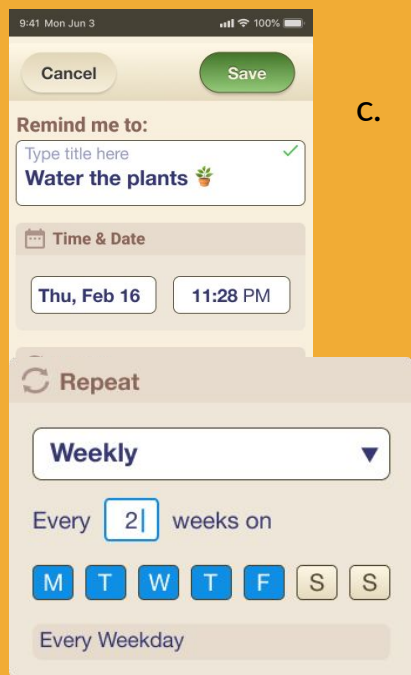 9:41 Mon Jun 3 100%
Cancel Save
c.
Remind me to:
Type title here
Water the plants 🪴
Time & Date
Thu, Feb 16 11:28 PM
Repeat
Weekly
Every 2 weeks on
M T W T F S S
Every Weekday